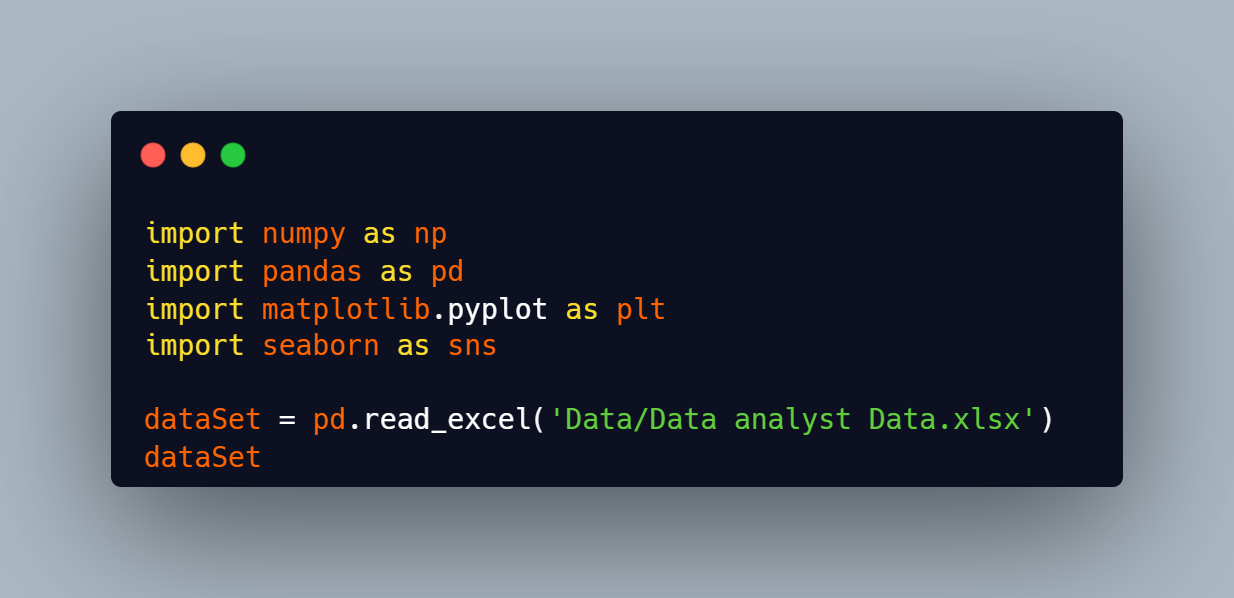 import numpy as np
import pandas as pd
import matplotlib.pyplot as plt
import seaborn as sns
dataSet = pd.read_excel('Data/Data analyst Data.xlsx')
dataSet